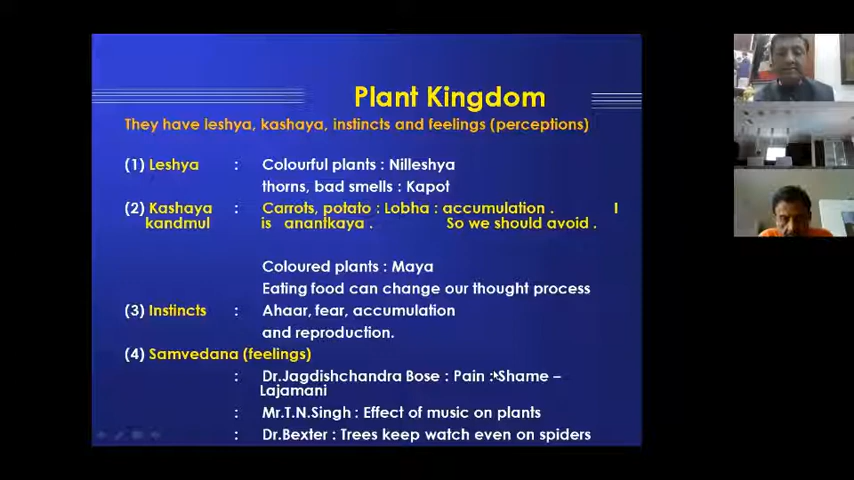 Plant Kingdom
They have leshya, kashaya, instincts and feelings (perceptions)
(1) Leshya : Colourful plants : Nilleshya
thorns, bad smells : Kapot
(2) Kashaya : Carrots, potato : Lobha : accumulation . I
kandmul is anantkaya . So we should avoid .
Coloured plants : Maya
Eating food can change our thought process
(3) Instincts : Ahaar, fear, accumulation
and reproduction.
(4) Samvedana (feelings)
: Dr.Jagdishchandra Bose : Pain : Shame –
Lajamani
: Mr.T.N.Singh : Effect of music on plants
: Dr.Bexter : Trees keep watch even on spiders